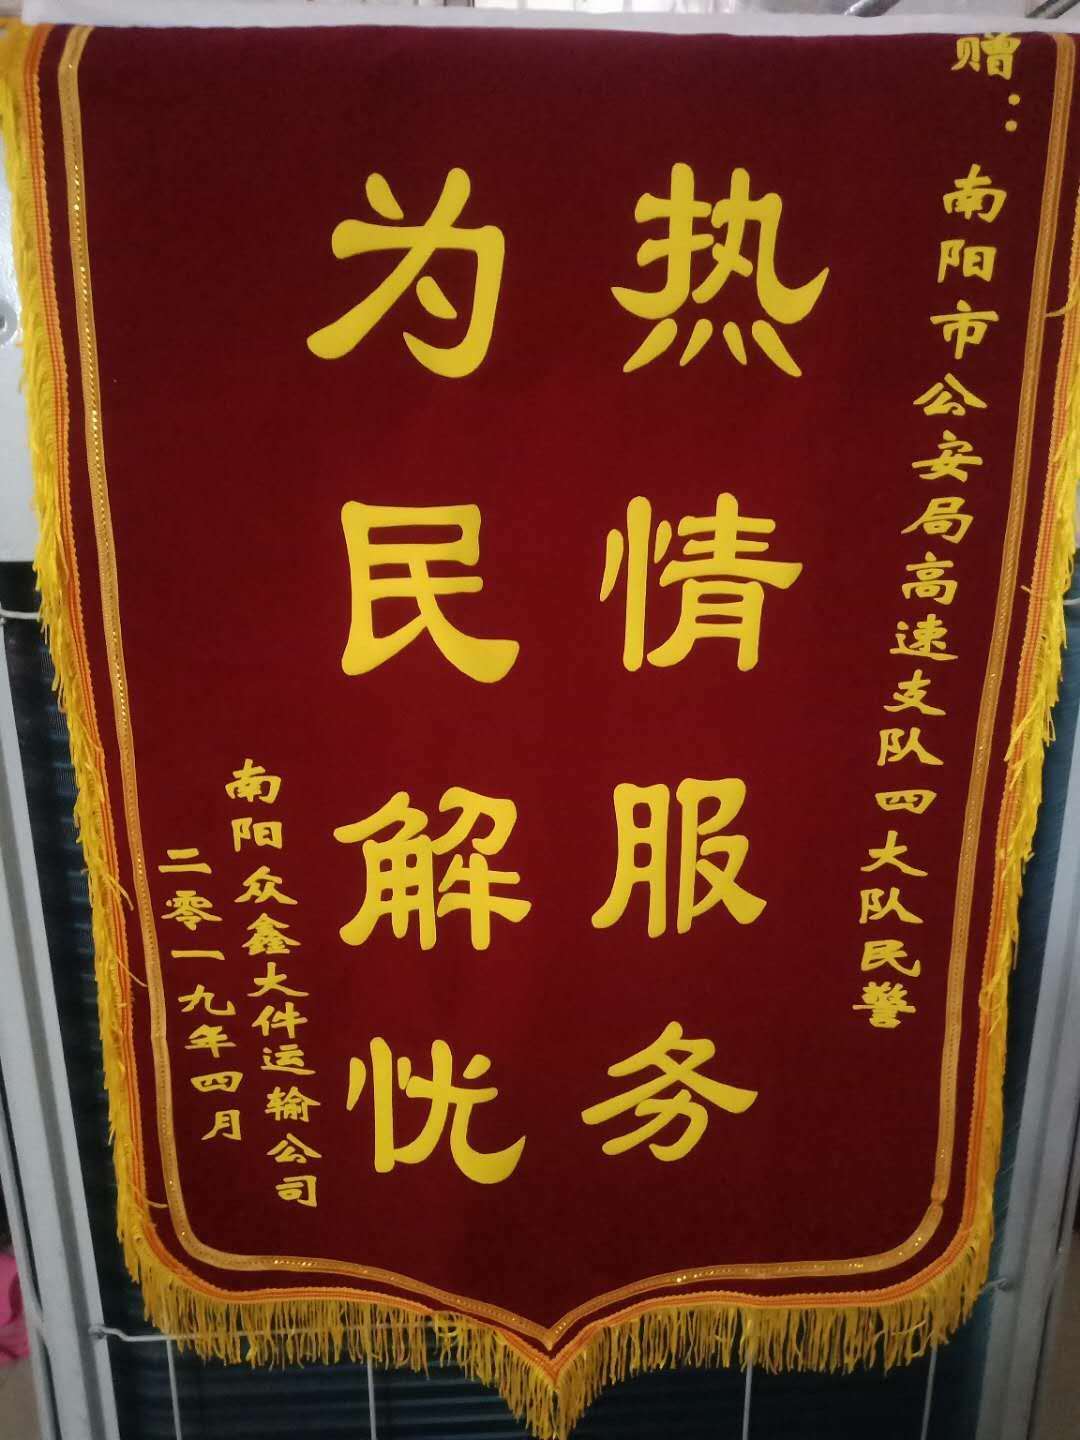 赠：
南阳市公安局高速支队四大队民警
热情服务
为民解忧
南阳众鑫大件运输公司
二零一九年四月